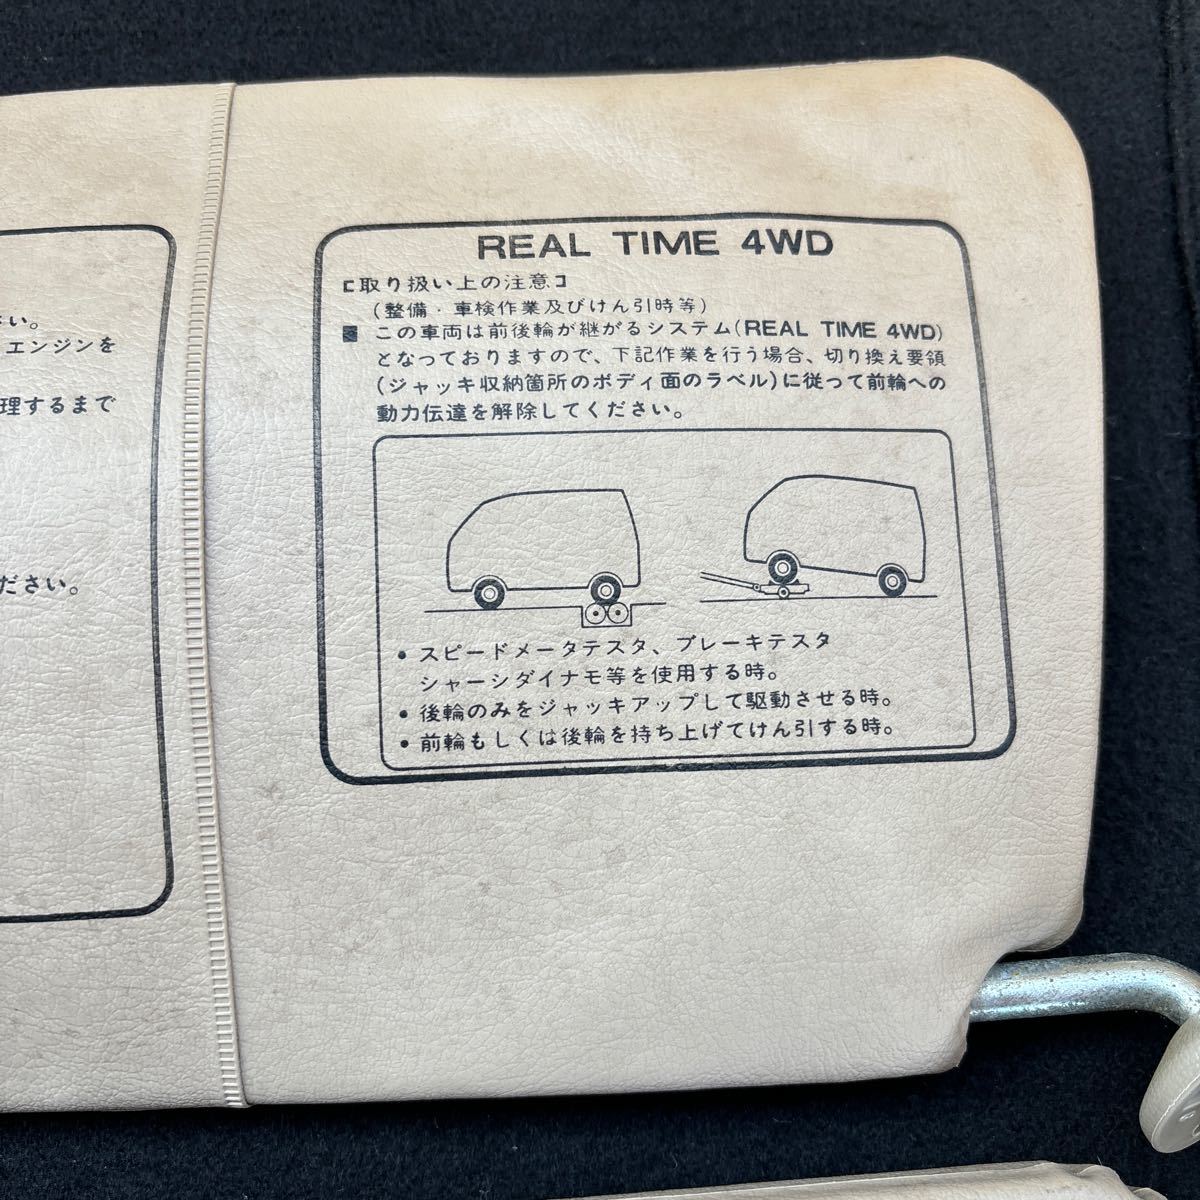 さい。
エンジンを
理するまで
ださい。
REAL TIME 4WD
[取り扱い上の注意]
(整備・車検作業及びけん引時等)
■ この車両は前後輪が継がるシステム(REAL TIME 4WD)
となっておりますので、下記作業を行う場合、切り換え要領
(ジャッキ収納箇所のボディ面のラベル)に従って前輪への
動力伝達を解除してください。
• スピードメータテスタ、ブレーキテスタ
シャーシダイナモ等を使用する時。
• 後輪のみをジャッキアップして駆動させる時。
• 前輪もしくは後輪を持ち上げてけん引する時。